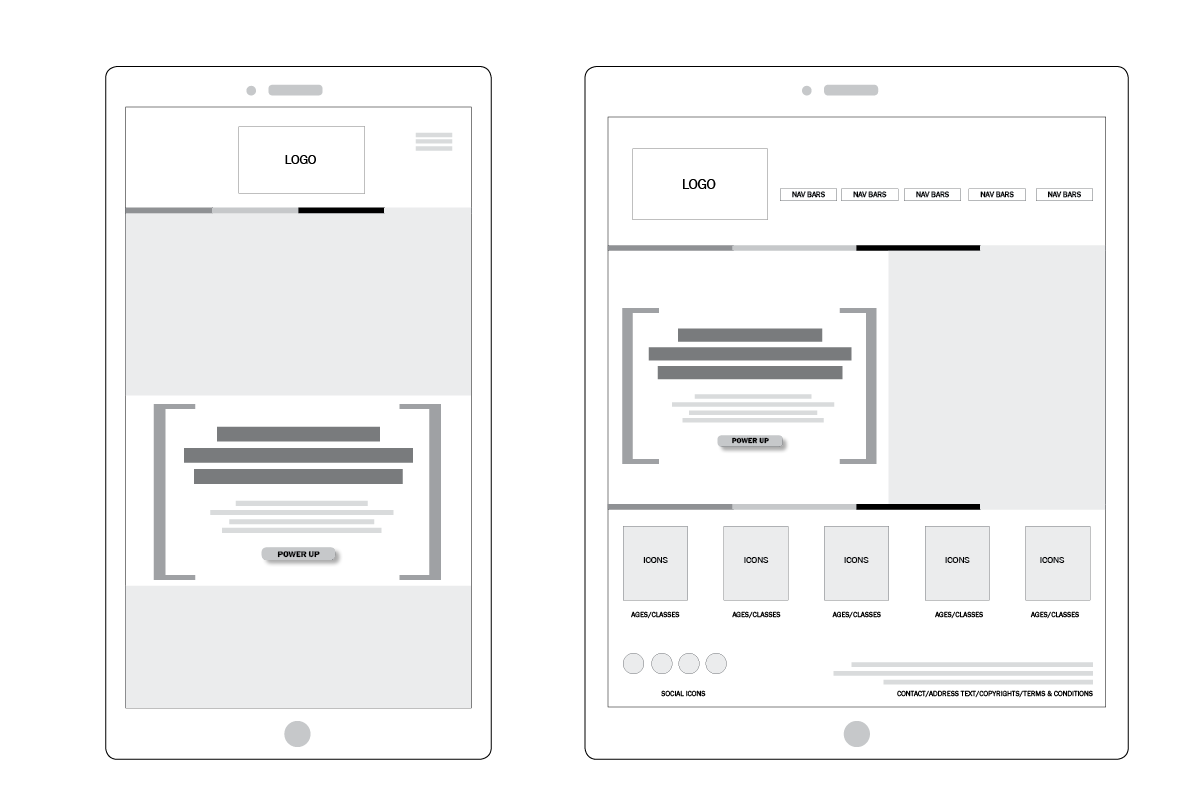 LOGO
POWER UP
LOGO
NAV BARS NAV BARS NAV BARS NAV BARS NAV BARS
POWER UP
ICONS ICONS ICONS ICONS ICONS
AGES/CLASSES AGES/CLASSES AGES/CLASSES AGES/CLASSES AGES/CLASSES
SOCIAL ICONS CONTACT/ADDRESS TEXT/COPYRIGHTS/TERMS & CONDITIONS